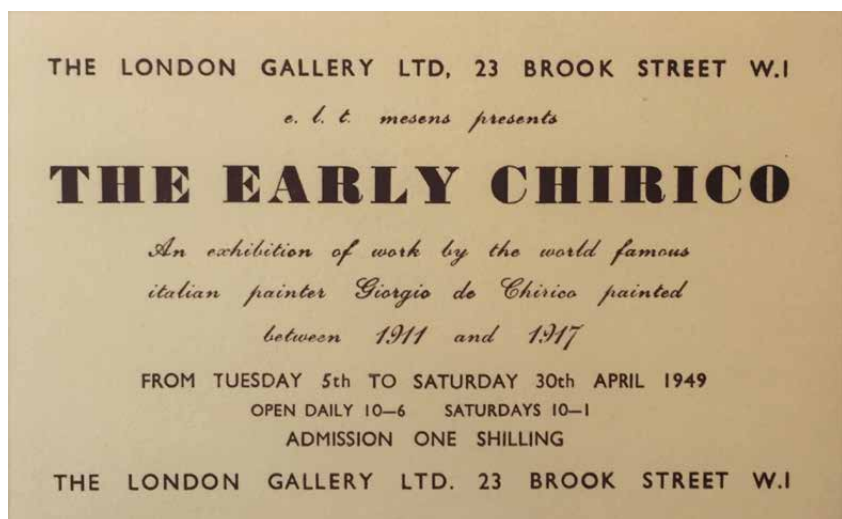 THE LONDON GALLERY LTD, 23 BROOK STREET W.I
e. l. t. mesens presents
THE EARLY CHIRICO
An exhibition of work by the world famous
italian painter Giorgio de Chirico painted
between 1911 and 1917
FROM TUESDAY 5th TO SATURDAY 30th APRIL 1949
OPEN DAILY 10–6 SATURDAYS 10–1
ADMISSION ONE SHILLING
THE LONDON GALLERY LTD. 23 BROOK STREET W.I